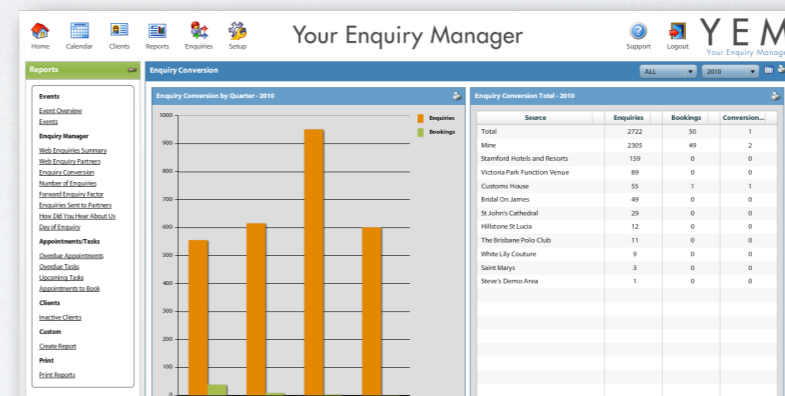 Your Enquiry Manager
Home Calendar Clients Reports Enquiries Setup
Support Logout
YEM
Your Enquiry Manage
Reports
Events
Event Overview
Events
Enquiry Manager
Web Enquiries Summary
Web Enquiry Partners
Enquiry Conversion
Number of Enquiries
Forward Enquiry Factor
Enquiries Sent to Partners
How Did You Hear About Us
Day of Enquiry
Appointments/Tasks
Overdue Appointments
Overdue Tasks
Upcoming Tasks
Appointments to Book
Clients
Inactive Clients
Custom
Create Report
Print
Print Reports
Enquiry Conversion
ALL 2010
Enquiry Conversion by Quarter - 2010
1000
900
800
700
600
500
400
300
200
100
0
Enquiries
Bookings
Enquiry Conversion Total - 2010
Source Enquiries Bookings Conversion...
Total 2722 50 1
Mine 2305 49 2
Stamford Hotels and Resorts 159 0 0
Victoria Park Function Venue 89 0 0
Customs House 55 1 1
Bridal On James 49 0 0
St John's Cathedral 29 0 0
Hillstone St Lucia 12 0 0
The Brisbane Polo Club 11 0 0
White Lily Couture 9 0 0
Saint Marys 3 0 0
Steve's Demo Area 1 0 0